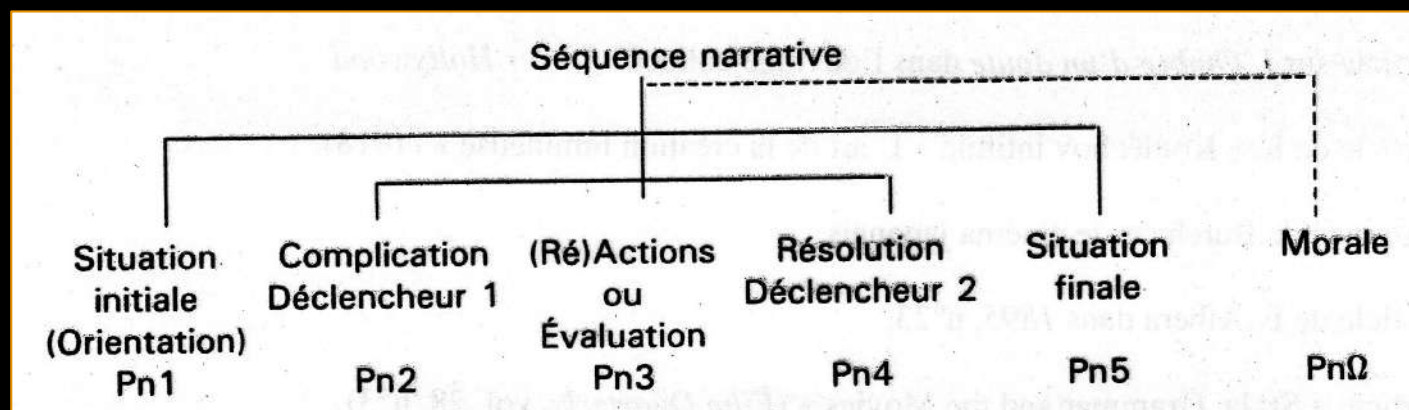 Séquence narrative
Situation
initiale
(Orientation)
Pn1
Complication
Déclencheur 1
Pn2
(Ré)Actions
ou
Évaluation
Pn3
Résolution
Déclencheur 2
Pn4
Situation
finale
Pn5
Morale
PnΩ